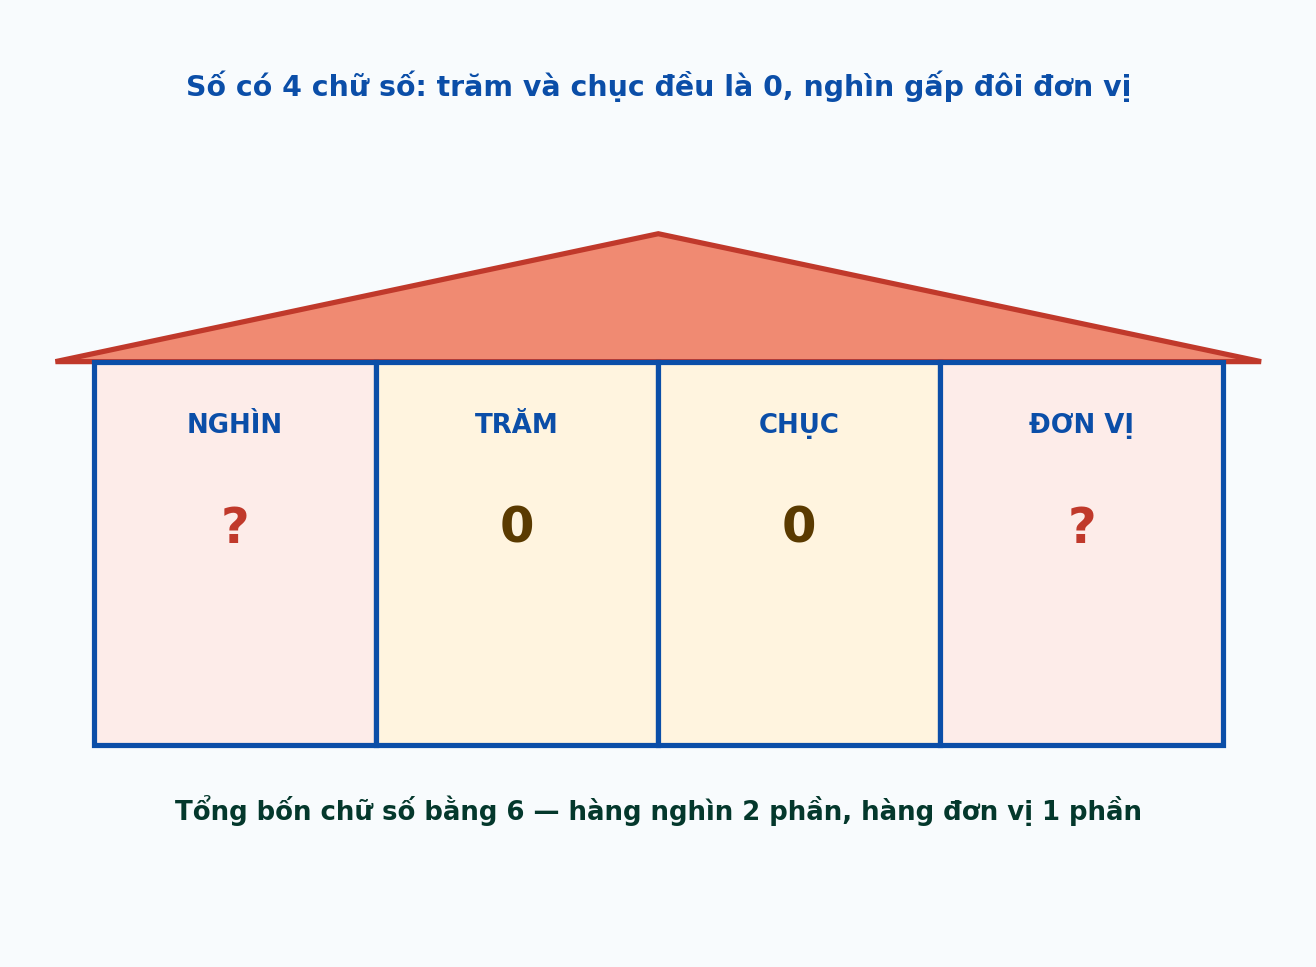 Số có 4 chữ số: trăm và chục đều là 0, nghìn gấp đôi đơn vị
NGHÌN TRĂM CHỤC ĐƠN VỊ
? 0 0 ?
Tổng bốn chữ số bằng 6 — hàng nghìn 2 phần, hàng đơn vị 1 phần